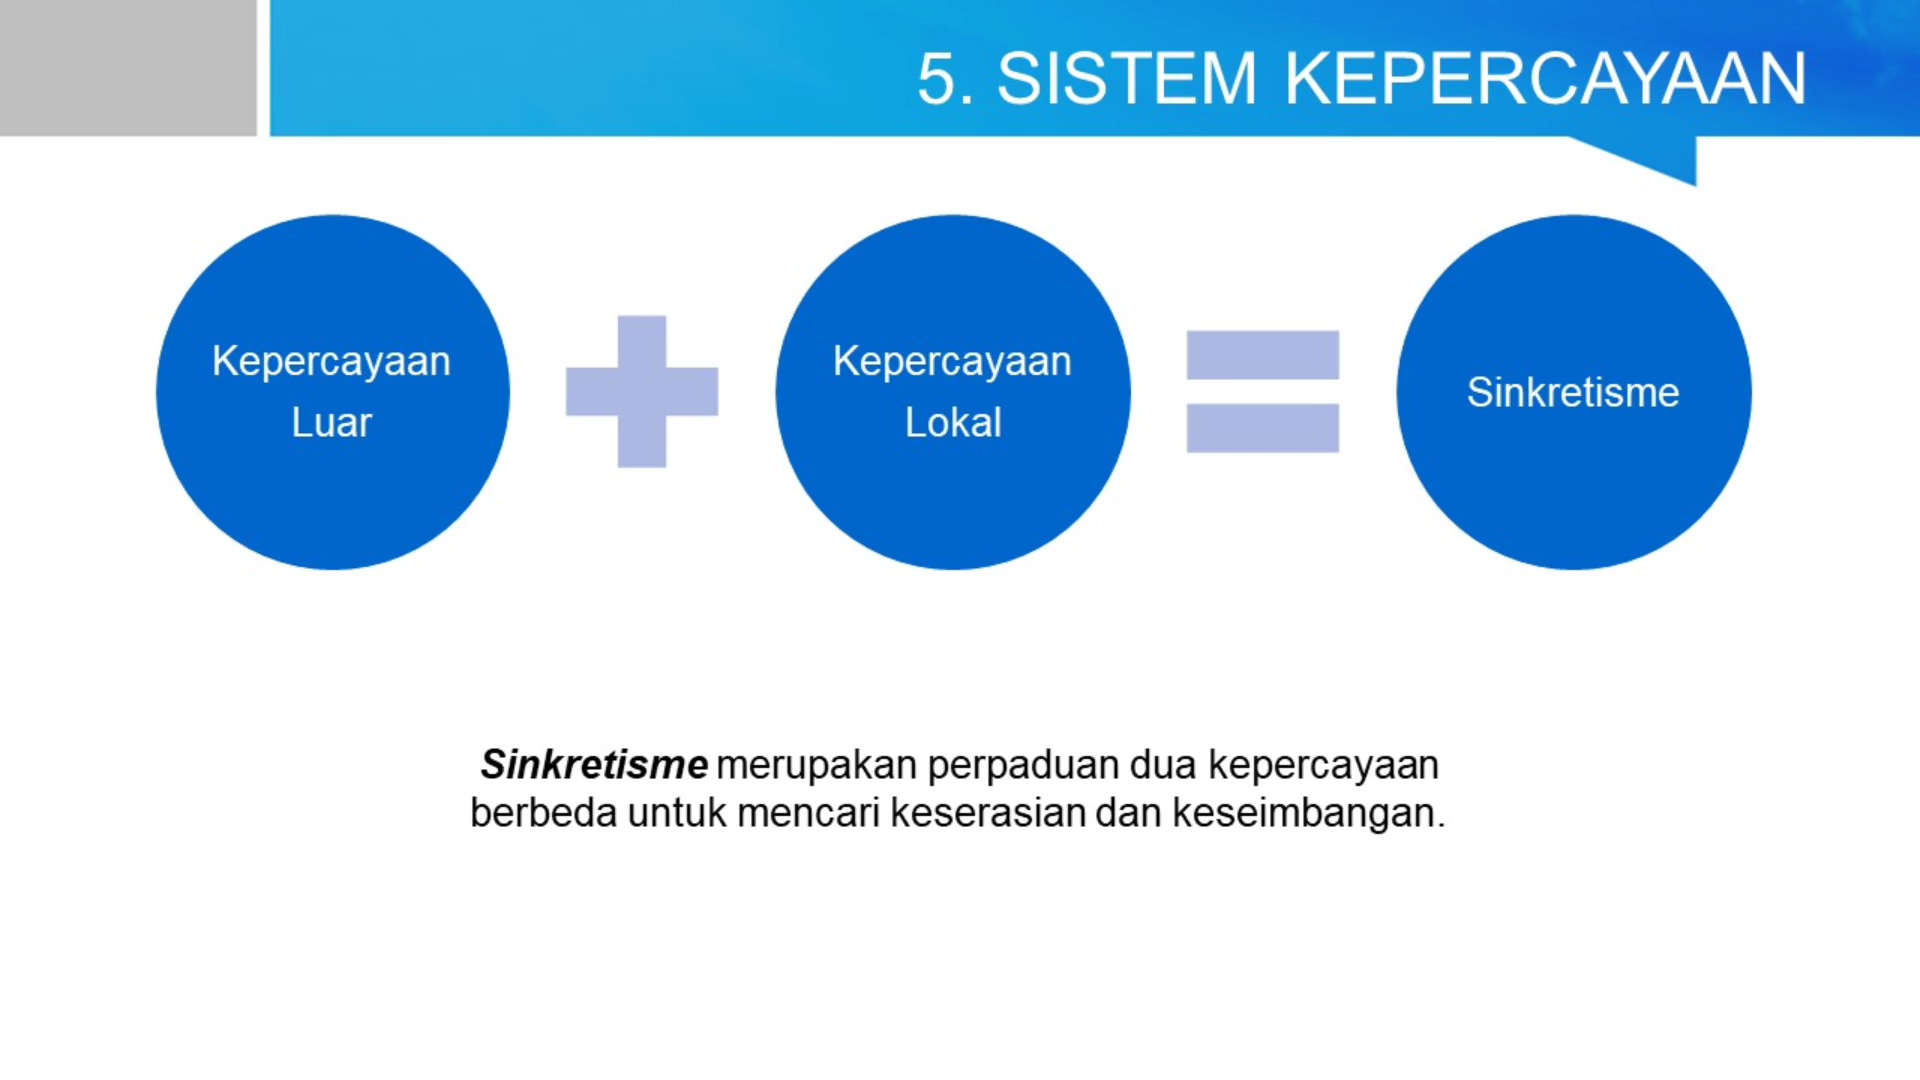 5. SISTEM KEPERCAYAAN
Kepercayaan
Luar
Kepercayaan
Lokal
Sinkretisme
Sinkretisme merupakan perpaduan dua kepercayaan
berbeda untuk mencari keserasian dan keseimbangan.